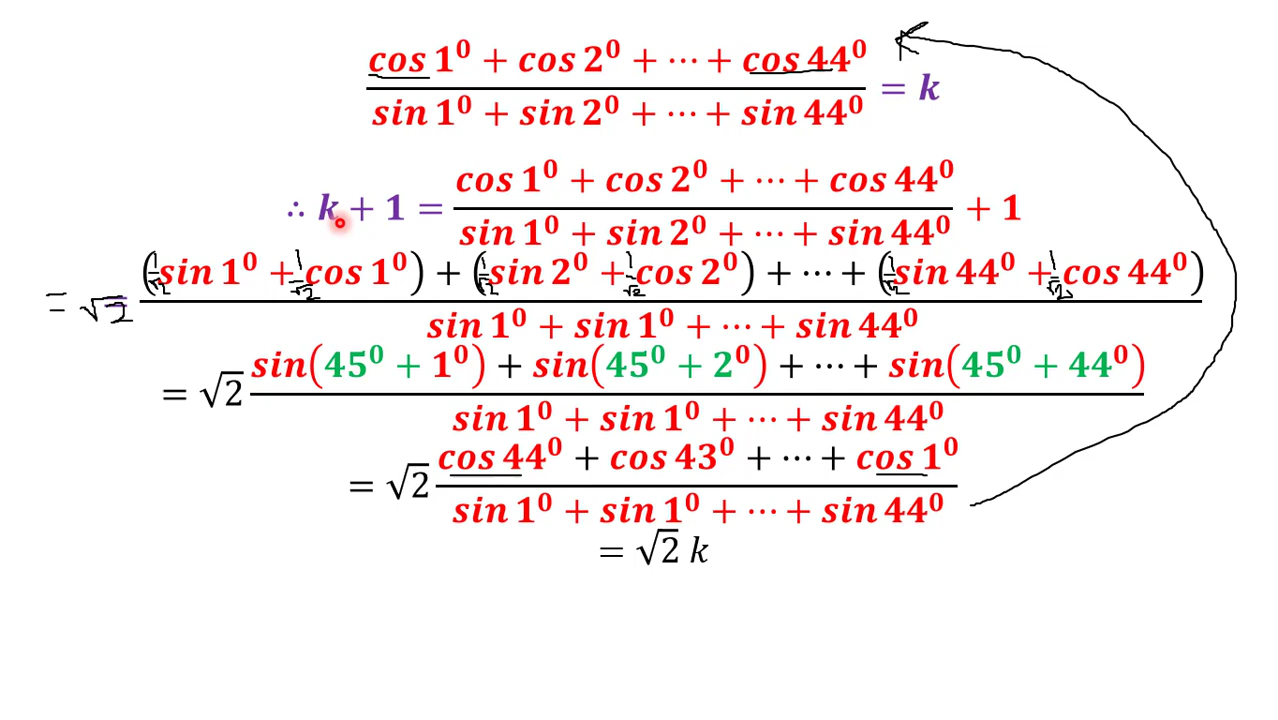 cos 1⁰ + cos 2⁰ + ⋯ + cos 44⁰
sin 1⁰ + sin 2⁰ + ⋯ + sin 44⁰
= k
cos 1⁰ + cos 2⁰ + ⋯ + cos 44⁰
∴ k + 1 =
+ 1
sin 1⁰ + sin 2⁰ + ⋯ + sin 44⁰
(1/√2 sin 1⁰ + 1/√2 cos 1⁰) + (1/√2 sin 2⁰ + 1/√2 cos 2⁰) + ⋯ + (1/√2 sin 44⁰ + 1/√2 cos 44⁰)
= √2
sin 1⁰ + sin 1⁰ + ⋯ + sin 44⁰
sin(45⁰ + 1⁰) + sin(45⁰ + 2⁰) + ⋯ + sin(45⁰ + 44⁰)
= √2
sin 1⁰ + sin 1⁰ + ⋯ + sin 44⁰
cos 44⁰ + cos 43⁰ + ⋯ + cos 1⁰
= √2
sin 1⁰ + sin 1⁰ + ⋯ + sin 44⁰
= √2 k